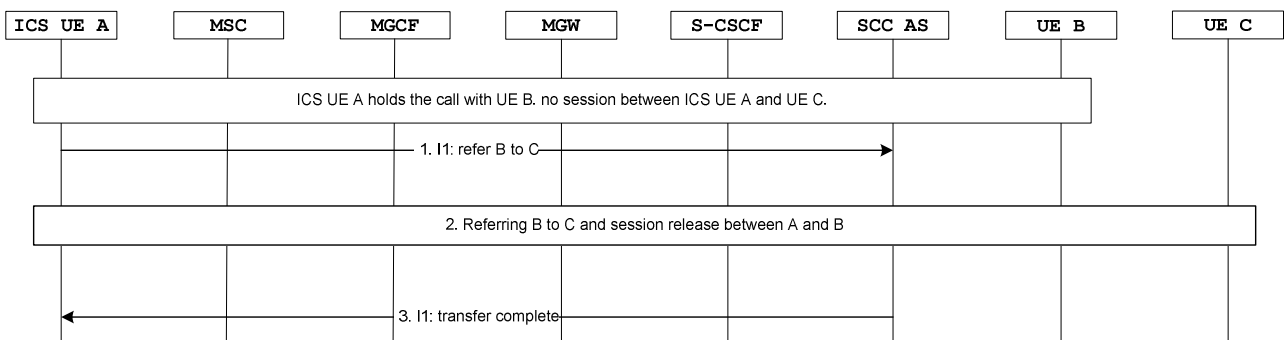 ICS UE A
MSC
MGCF
MGW
S-CSCF
SCC AS
UE B
UE C
ICS UE A holds the call with UE B. no session between ICS UE A and UE C.
1. I1: refer B to C
2. Referring B to C and session release between A and B
3. I1: transfer complete